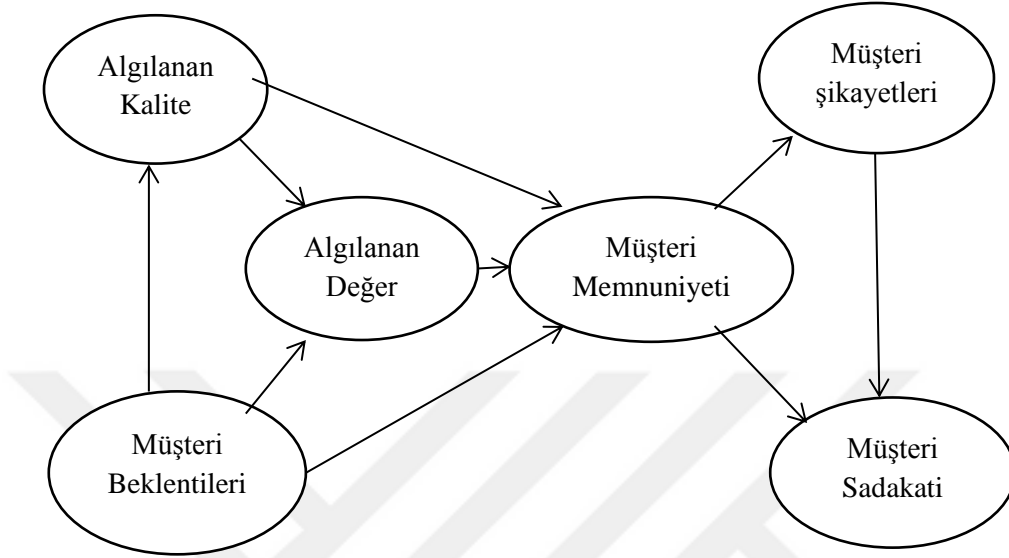 Algılanan
Kalite
Müşteri
şikayetleri
Algılanan
Değer
Müşteri
Memnuniyeti
Müşteri
Beklentileri
Müşteri
Sadakati